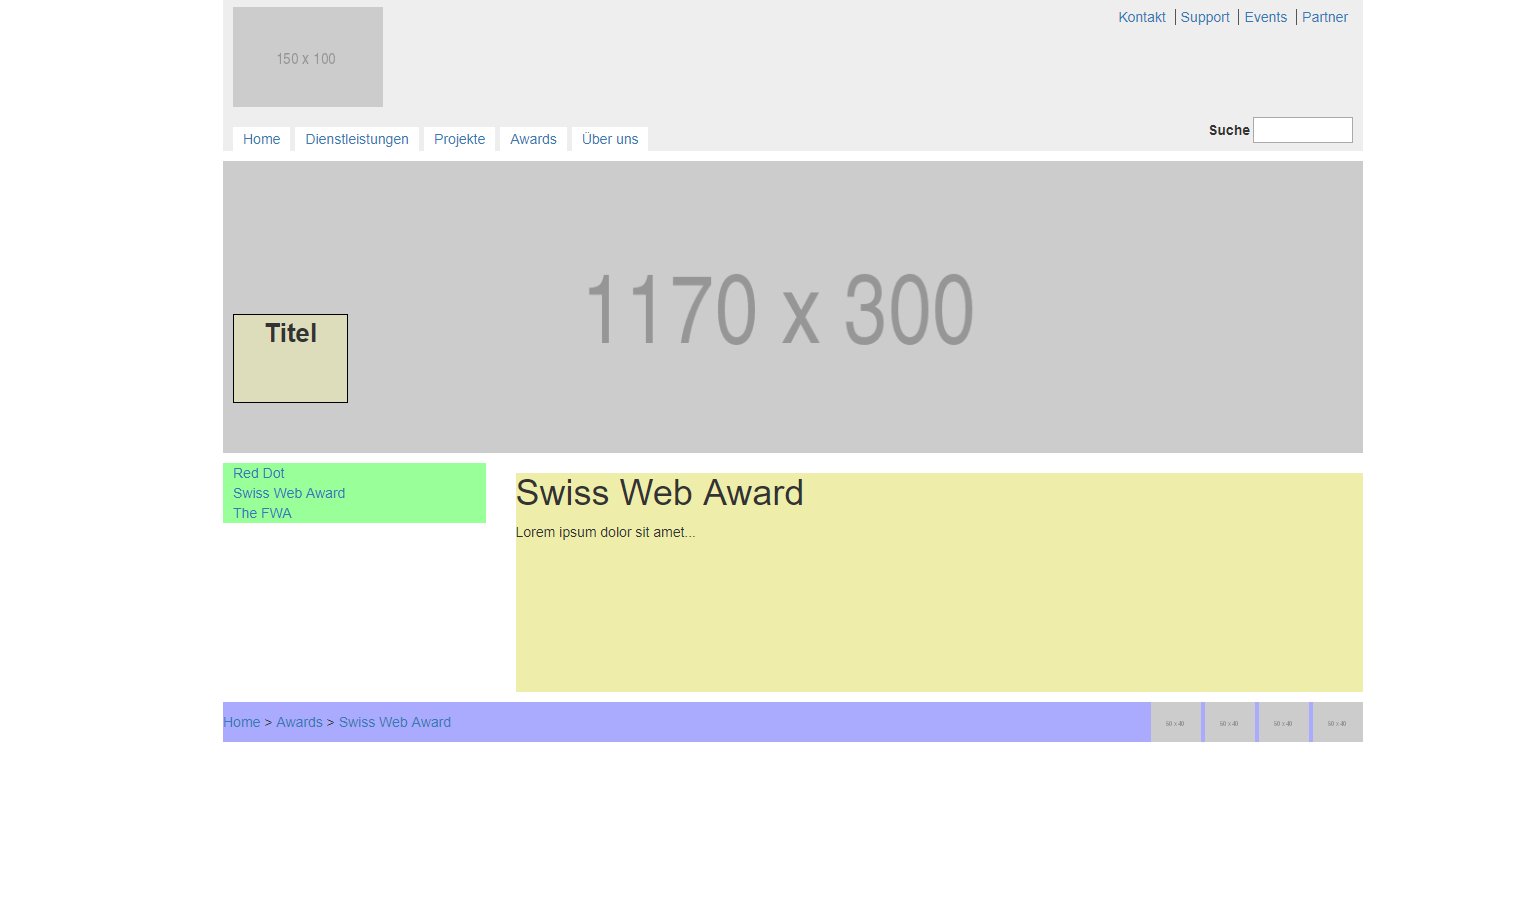 150 x 100
Kontakt Support Events Partner
Home Dienstleistungen Projekte Awards Über uns
Suche
1170 x 300
Titel
Red Dot
Swiss Web Award
The FWA
Swiss Web Award
Lorem ipsum dolor sit amet...
Home > Awards > Swiss Web Award
50 x 40 50 x 40 50 x 40 50 x 40